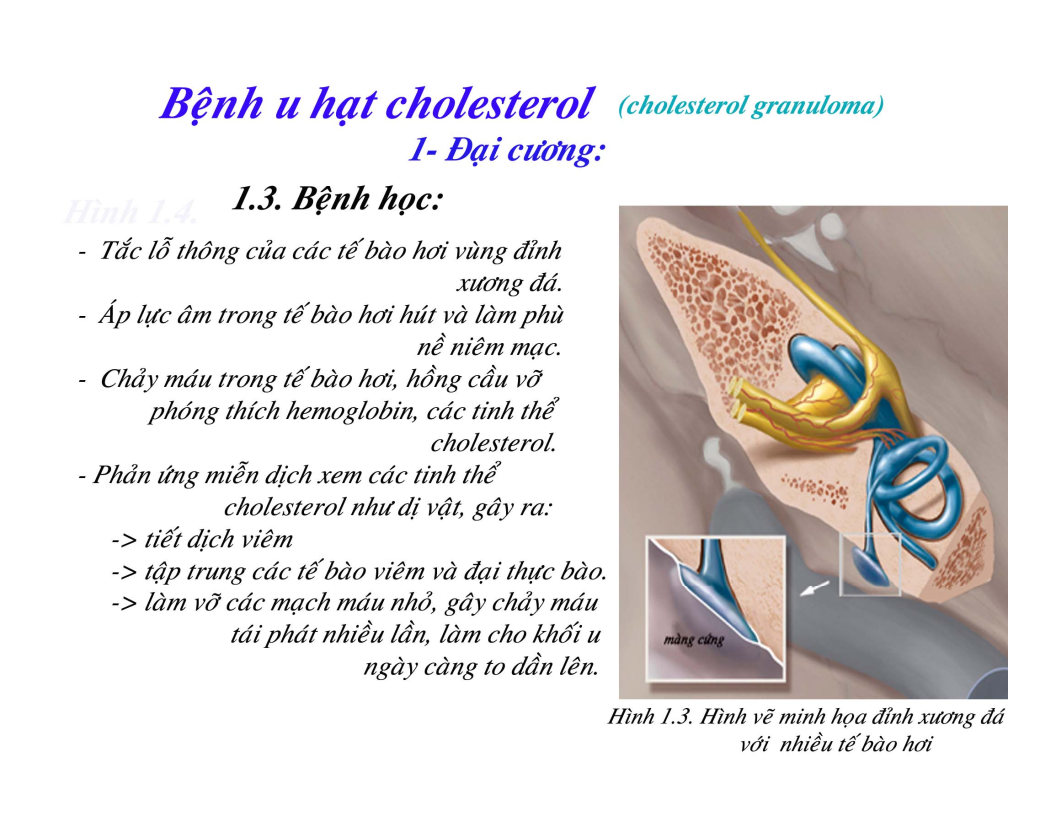 Bệnh u hạt cholesterol (cholesterol granuloma)
1- Đại cương:
1.3. Bệnh học:
Hình 1.4.
- Tắc lỗ thông của các tế bào hơi vùng đỉnh
xương đá.
- Áp lực âm trong tế bào hơi hút và làm phù
nề niêm mạc.
- Chảy máu trong tế bào hơi, hồng cầu vỡ
phóng thích hemoglobin, các tinh thể
cholesterol.
- Phản ứng miễn dịch xem các tinh thể
cholesterol như dị vật, gây ra:
-> tiết dịch viêm
-> tập trung các tế bào viêm và đại thực bào.
-> làm vỡ các mạch máu nhỏ, gây chảy máu
tái phát nhiều lần, làm cho khối u
ngày càng to dần lên.
màng cứng
Hình 1.3. Hình vẽ minh họa đỉnh xương đá
với nhiều tế bào hơi